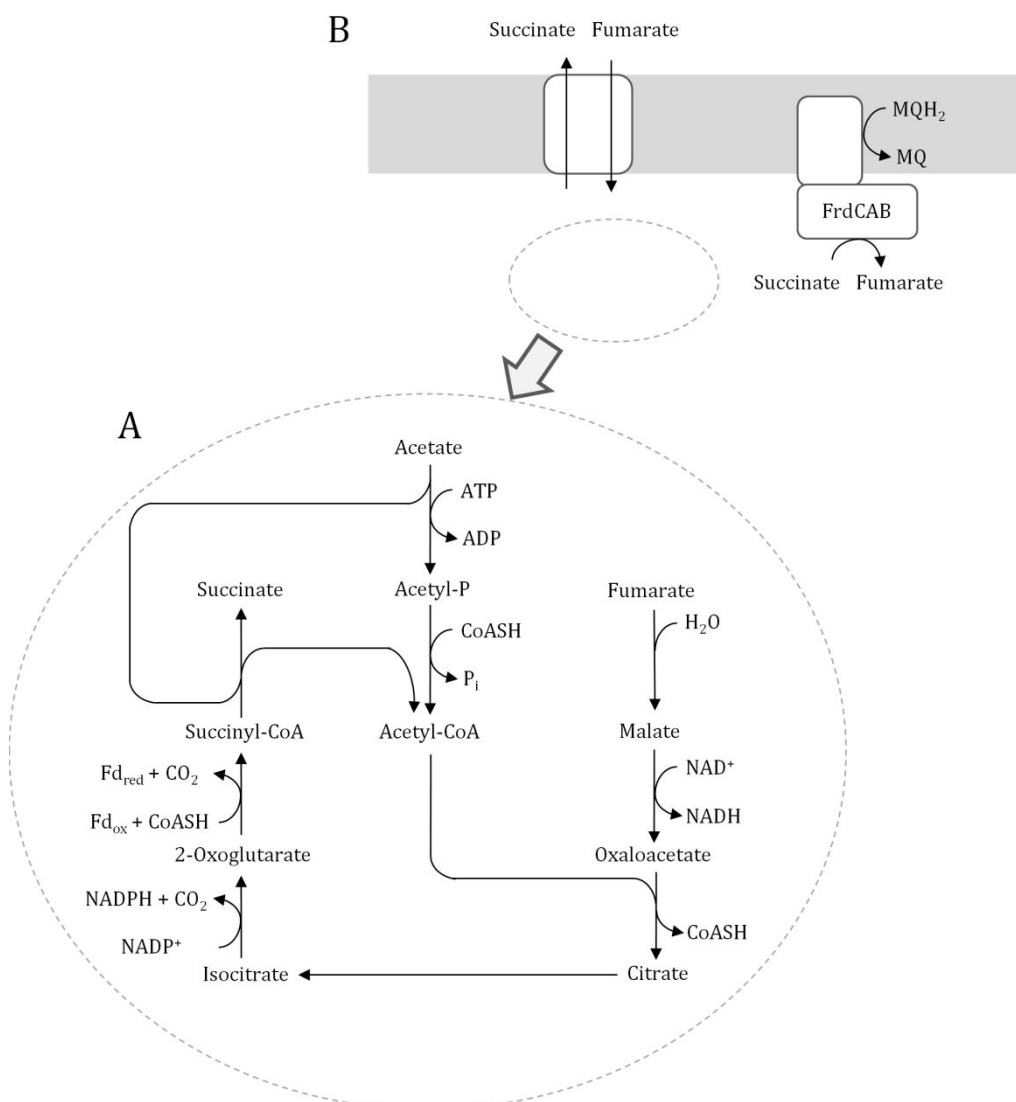 B
Succinate Fumarate
MQH₂
MQ
FrdCAB
Succinate Fumarate
A
Acetate
ATP
ADP
Succinate
Acetyl-P
Fumarate
CoASH
H₂O
Pᵢ
Succinyl-CoA
Acetyl-CoA
Malate
Fdred + CO₂
NAD⁺
Fdox + CoASH
NADH
2-Oxoglutarate
Oxaloacetate
NADPH + CO₂
CoASH
NADP⁺
Isocitrate
Citrate